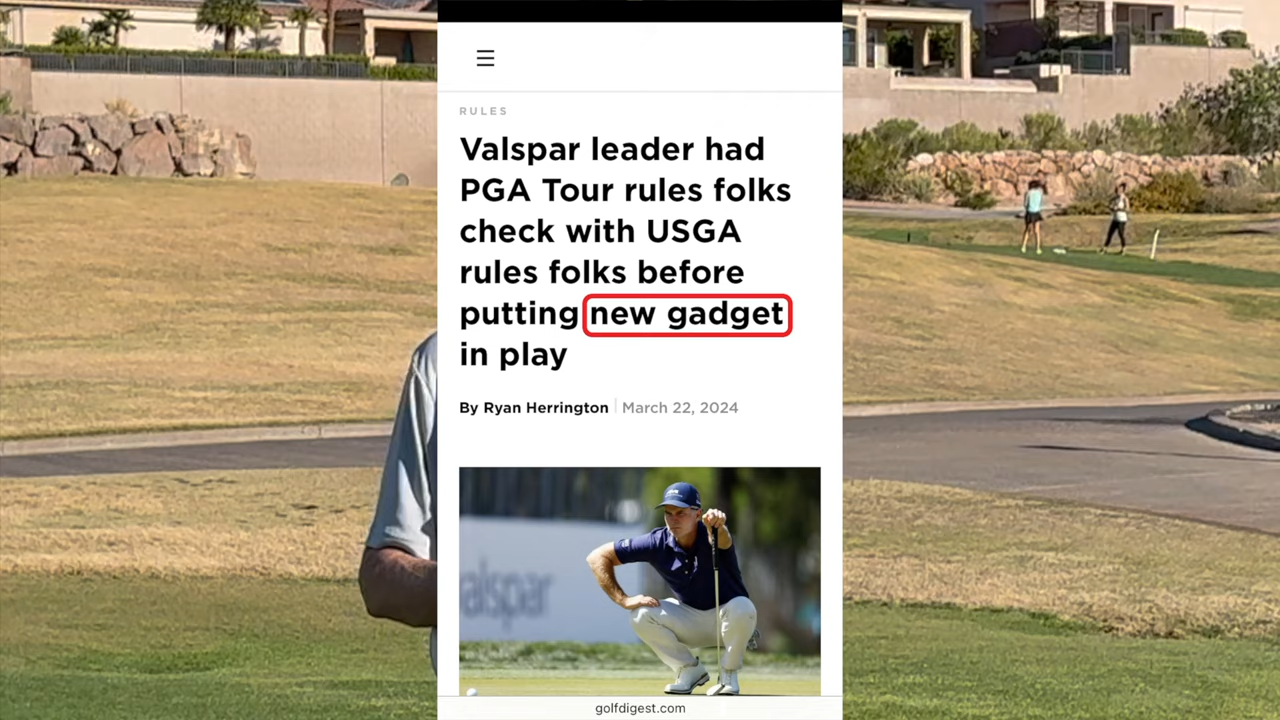 RULES
Valspar leader had
PGA Tour rules folks
check with USGA
rules folks before
putting new gadget
in play
By Ryan Herrington | March 22, 2024
alspar
golfdigest.com